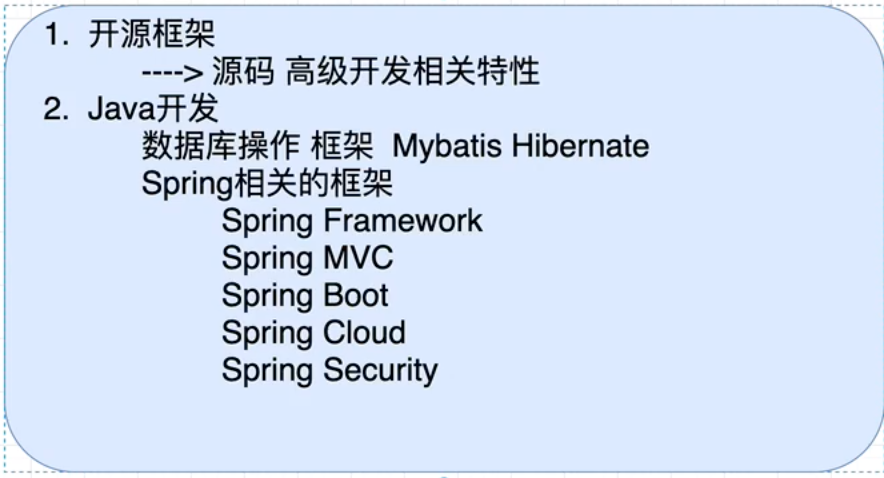 1. 开源框架
----> 源码 高级开发相关特性
2. Java开发
数据库操作 框架 Mybatis Hibernate
Spring相关的框架
Spring Framework
Spring MVC
Spring Boot
Spring Cloud
Spring Security